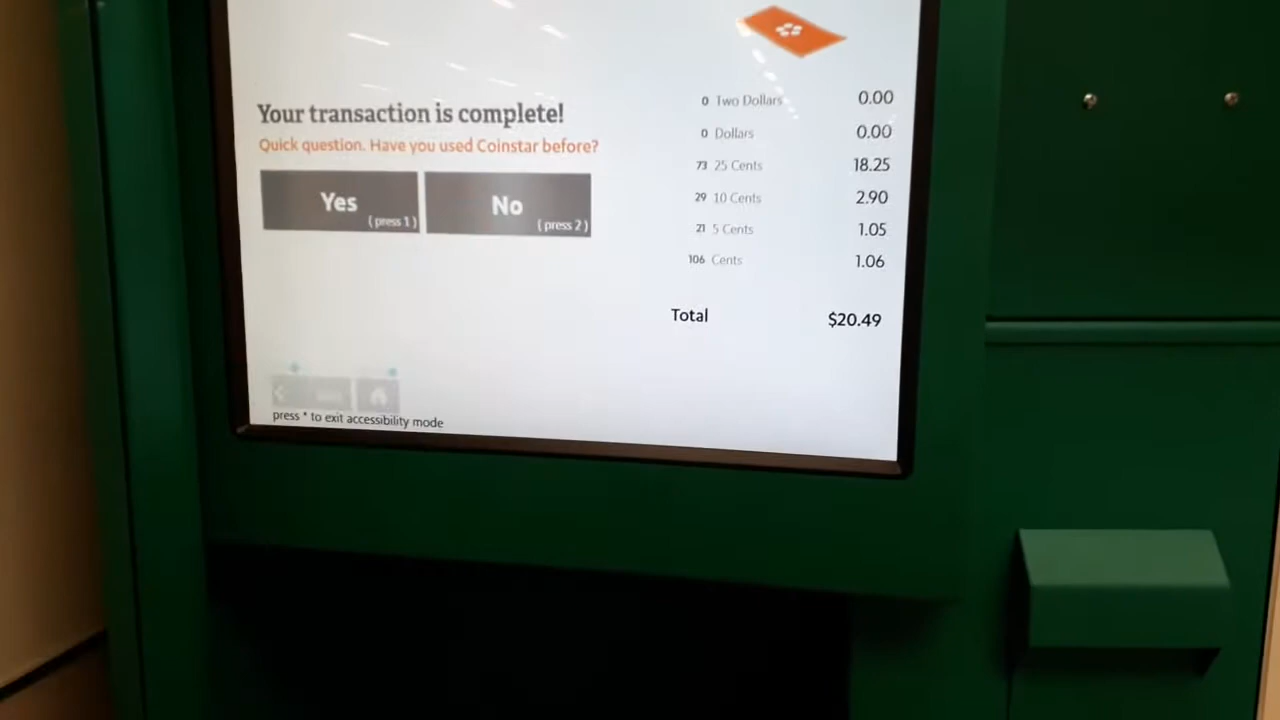 Your transaction is complete!
Quick question. Have you used Coinstar before?
Yes
(press 1)
No
(press 2)
0 Two Dollars 0.00
0 Dollars 0.00
73 25 Cents 18.25
29 10 Cents 2.90
21 5 Cents 1.05
106 Cents 1.06
Total $20.49
press * to exit accessibility mode